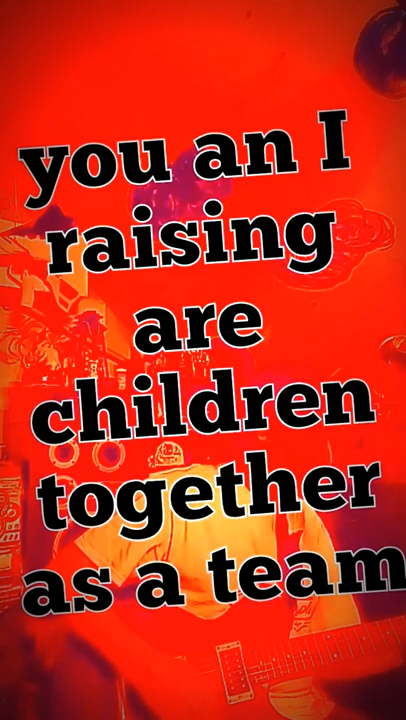 you an I
raising
are
children
together
as a team